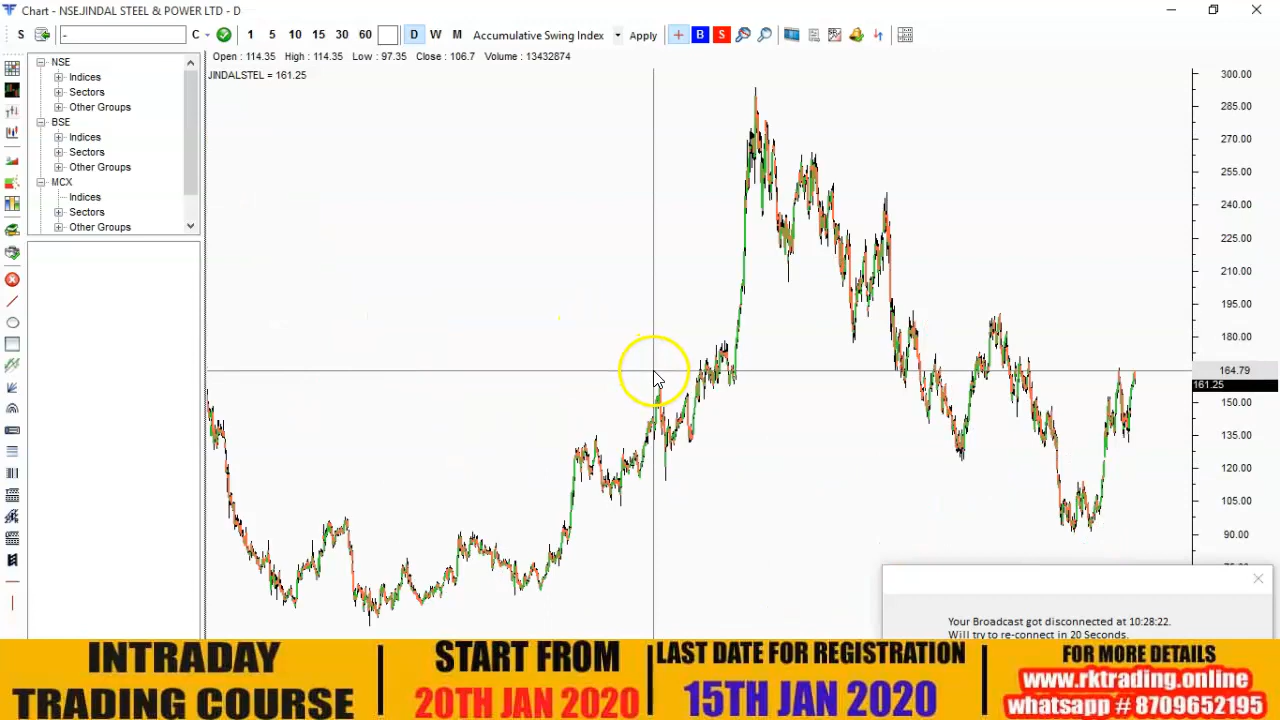 Chart - NSE.JINDAL STEEL & POWER LTD - D
S - C 1 5 10 15 30 60 D W M Accumulative Swing Index Apply B S
Open : 114.35 High : 114.35 Low : 97.35 Close : 106.7 Volume : 13432874
JINDALSTEL = 161.25
NSE
Indices
Sectors
Other Groups
BSE
Indices
Sectors
Other Groups
MCX
Indices
Sectors
Other Groups
300.00
285.00
270.00
255.00
240.00
225.00
210.00
195.00
180.00
164.79
161.25
150.00
135.00
120.00
105.00
90.00
Your Broadcast got disconnected at 10:28:22.
Will try to re-connect in 20 Seconds.
INTRADAY
TRADING COURSE
START FROM
20TH JAN 2020
LAST DATE FOR REGISTRATION
15TH JAN 2020
FOR MORE DETAILS
www.rktrading.online
whatsapp # 8709652195